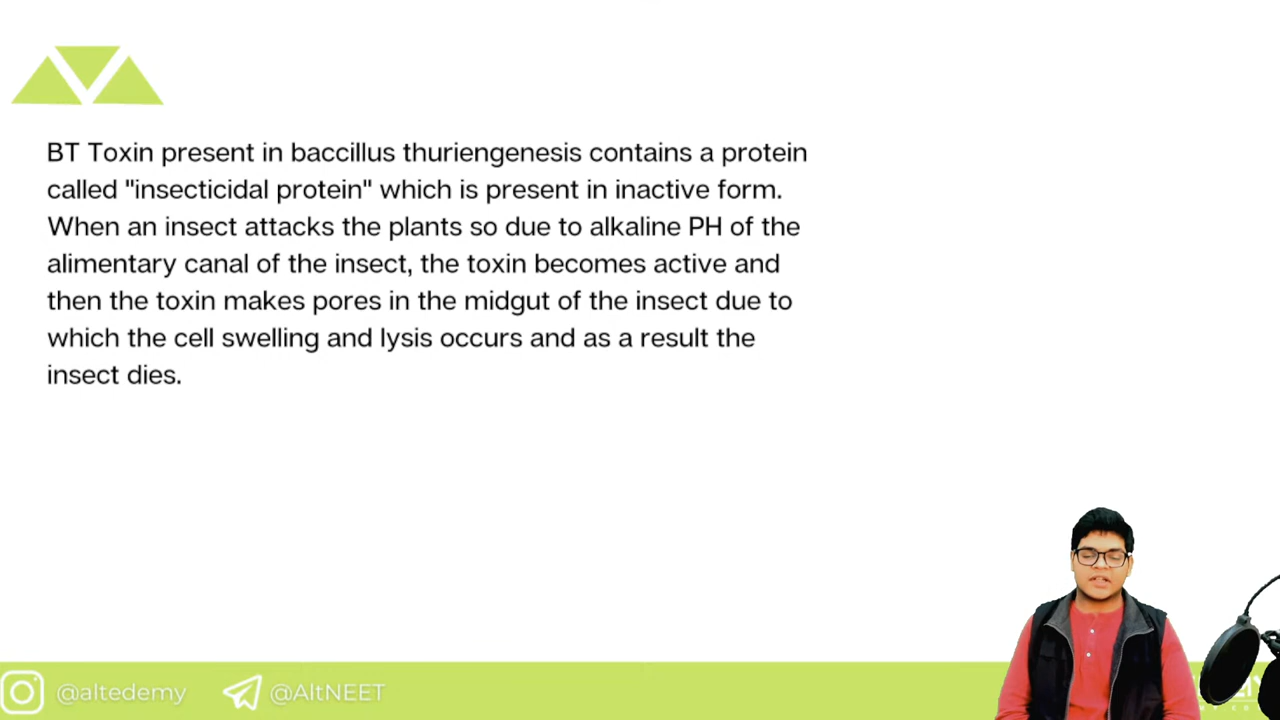 BT Toxin present in baccillus thuriengenesis contains a protein
called "insecticidal protein" which is present in inactive form.
When an insect attacks the plants so due to alkaline PH of the
alimentary canal of the insect, the toxin becomes active and
then the toxin makes pores in the midgut of the insect due to
which the cell swelling and lysis occurs and as a result the
insect dies.
@altedemy @AltNEET